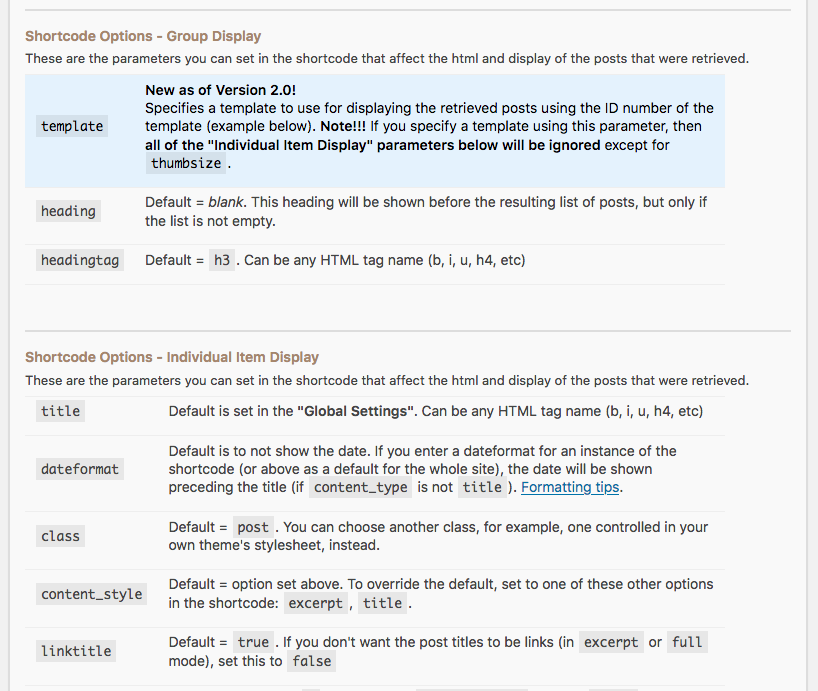 Shortcode Options - Group Display
These are the parameters you can set in the shortcode that affect the html and display of the posts that were retrieved.
New as of Version 2.0!
Specifies a template to use for displaying the retrieved posts using the ID number of the
template template (example below). Note!!! If you specify a template using this parameter, then
all of the "Individual Item Display" parameters below will be ignored except for
thumbsize .
Default = blank. This heading will be shown before the resulting list of posts, but only if
heading
the list is not empty.
headingtag Default = h3 . Can be any HTML tag name (b, i, u, h4, etc)
Shortcode Options - Individual Item Display
These are the parameters you can set in the shortcode that affect the html and display of the posts that were retrieved.
title Default is set in the "Global Settings". Can be any HTML tag name (b, i, u, h4, etc)
Default is to not show the date. If you enter a dateformat for an instance of the
dateformat shortcode (or above as a default for the whole site), the date will be shown
preceding the title (if content_type is not title ). Formatting tips.
Default = post . You can choose another class, for example, one controlled in your
class
own theme's stylesheet, instead.
Default = option set above. To override the default, set to one of these other options
content_style
in the shortcode: excerpt , title .
Default = true . If you don't want the post titles to be links (in excerpt or full
linktitle
mode), set this to false